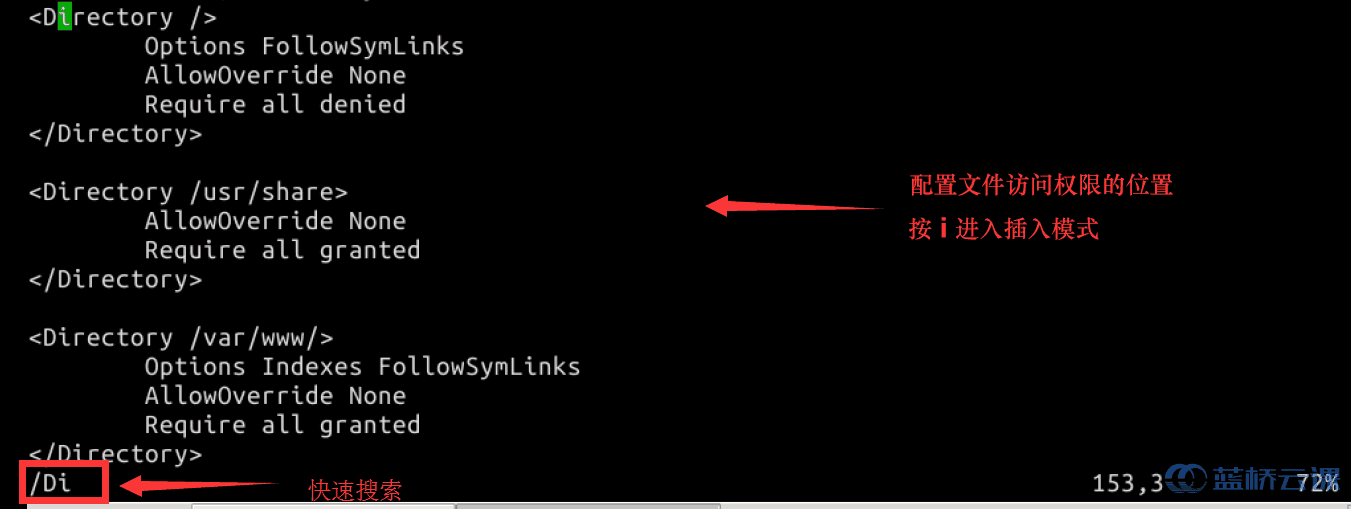 <Directory />
Options FollowSymLinks
AllowOverride None
Require all denied
</Directory>
<Directory /usr/share>
AllowOverride None
Require all granted
</Directory>
配置文件访问权限的位置
按 i 进入插入模式
<Directory /var/www/>
Options Indexes FollowSymLinks
AllowOverride None
Require all granted
</Directory>
/Di
快速搜索
153,3
蓝桥云课
72%